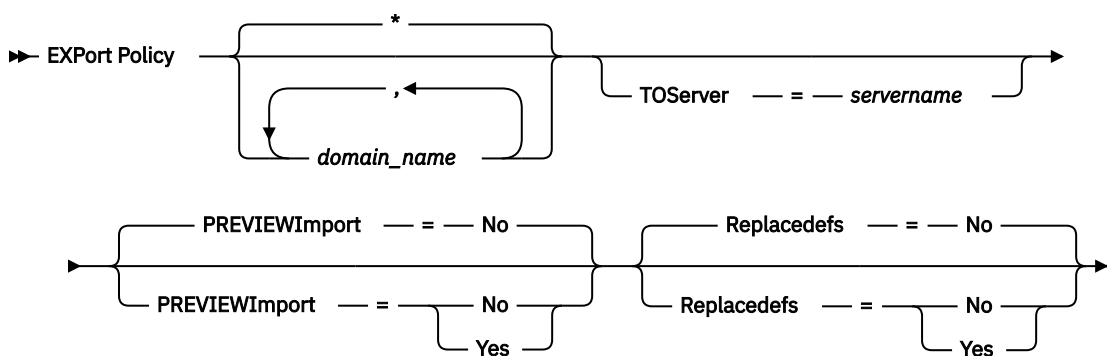 *
EXPort Policy
,
TOServer = servername
domain_name
PREVIEWImport = No Replacedefs = No
PREVIEWImport = No Replacedefs = No
Yes Yes